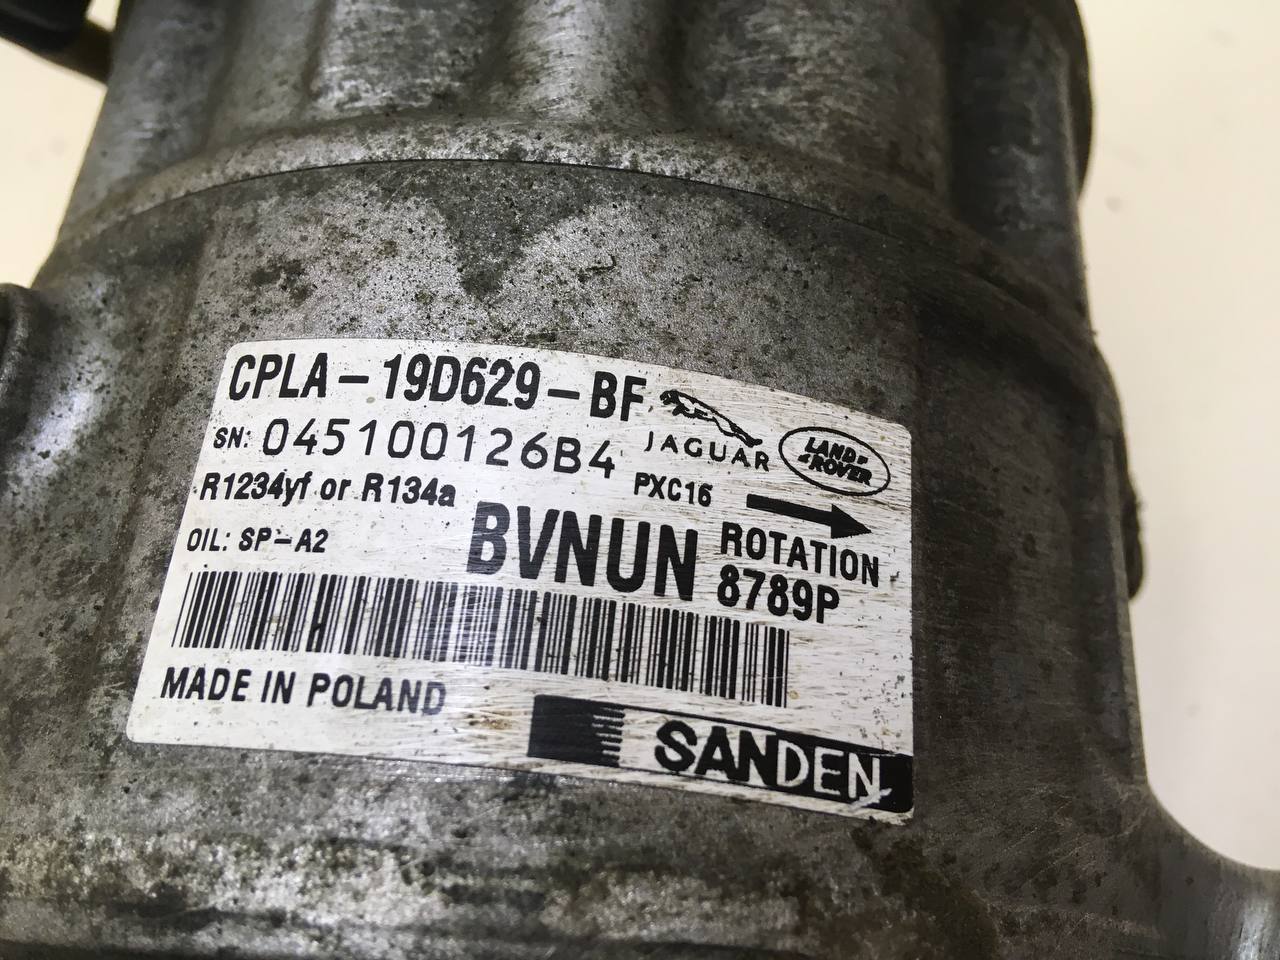 CPLA-19D629-BF
JAGUAR
LAND ROVER
SN: 045100126B4
PXC16
R1234yf or R134a
BVNUN
ROTATION
OIL: SP-A2
8789P
MADE IN POLAND
SANDEN